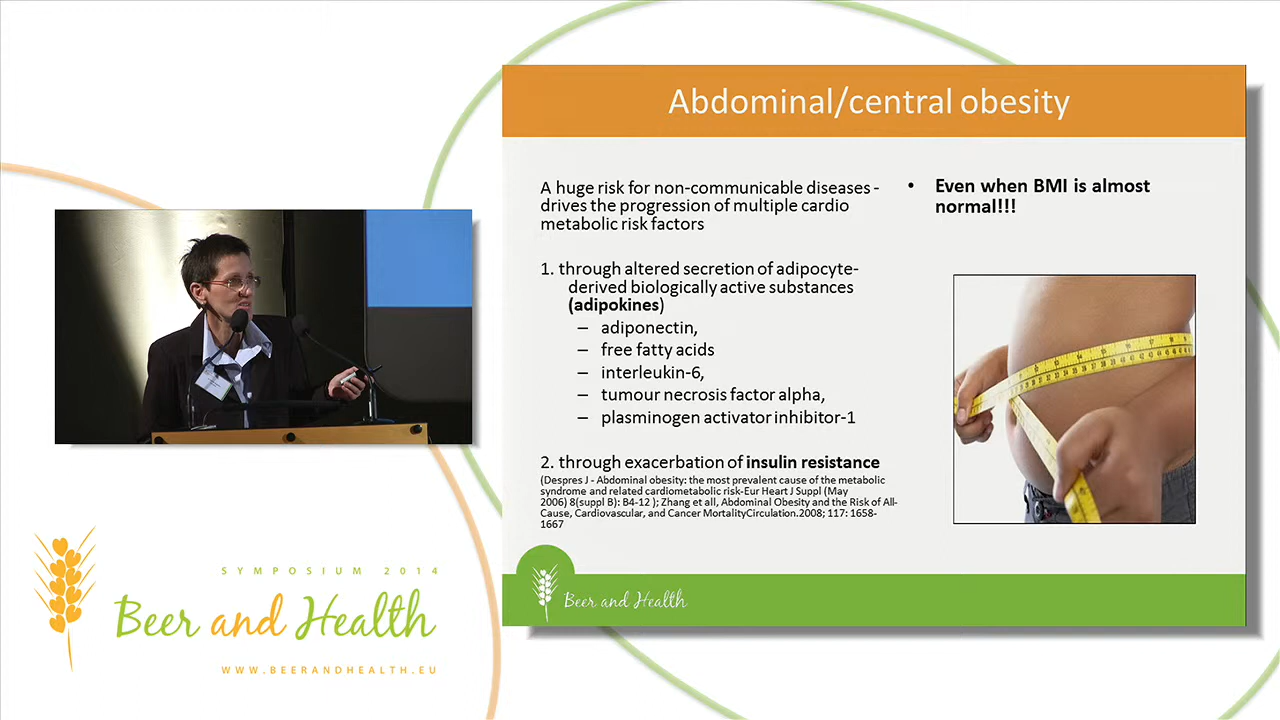 Abdominal/central obesity
A huge risk for non-communicable diseases -
drives the progression of multiple cardio
metabolic risk factors
1. through altered secretion of adipocyte-
derived biologically active substances
(adipokines)
– adiponectin,
– free fatty acids
– interleukin-6,
– tumour necrosis factor alpha,
– plasminogen activator inhibitor-1
2. through exacerbation of insulin resistance
(Despres J - Abdominal obesity: the most prevalent cause of the metabolic
syndrome and related cardiometabolic risk-Eur Heart J Suppl (May
2006) 8(suppl B): B4-12 ); Zhang et all, Abdominal Obesity and the Risk of All-
Cause, Cardiovascular, and Cancer MortalityCirculation.2008; 117: 1658-
1667
• Even when BMI is almost
normal!!!
Beer and Health
SYMPOSIUM 2014
Beer and Health
WWW.BEERANDHEALTH.EU